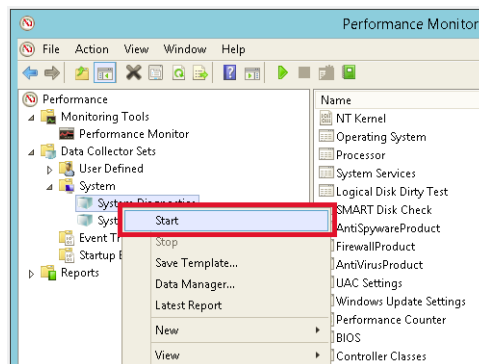 Performance Monitor
File Action View Window Help
Performance
Monitoring Tools
Performance Monitor
Data Collector Sets
User Defined
System
System Diagnostics
Syst
Event Tr
Startup E
Reports
Start
Stop
Save Template...
Data Manager...
Latest Report
New
View
Name
NT Kernel
Operating System
Processor
System Services
Logical Disk Dirty Test
SMART Disk Check
AntiSpywareProduct
FirewallProduct
AntiVirusProduct
UAC Settings
Windows Update Settings
Performance Counter
BIOS
Controller Classes